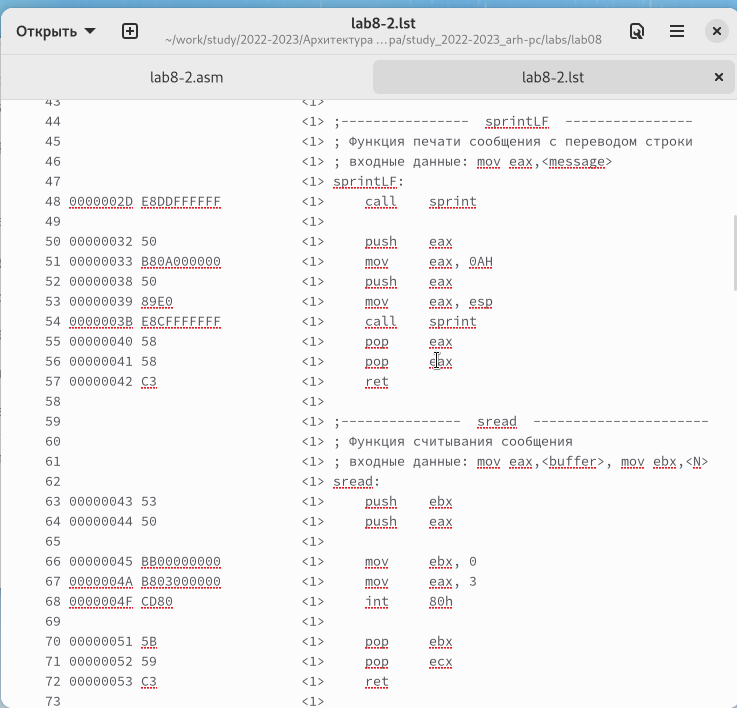 Открыть
lab8-2.lst
~/work/study/2022-2023/Архитектура …pa/study_2022-2023_arh-pc/labs/lab08
lab8-2.asm
lab8-2.lst
43 <1>
44 <1> ;---------------- sprintLF ----------------
45 <1> ; Функция печати сообщения с переводом строки
46 <1> ; входные данные: mov eax,<message>
47 <1> sprintLF:
48 0000002D E8DDFFFFFF <1> call sprint
49 <1>
50 00000032 50 <1> push eax
51 00000033 B80A000000 <1> mov eax, 0AH
52 00000038 50 <1> push eax
53 00000039 89E0 <1> mov eax, esp
54 0000003B E8CFFFFFFF <1> call sprint
55 00000040 58 <1> pop eax
56 00000041 58 <1> pop eax
57 00000042 C3 <1> ret
58 <1>
59 <1> ;--------------- sread ----------------------
60 <1> ; Функция считывания сообщения
61 <1> ; входные данные: mov eax,<buffer>, mov ebx,<N>
62 <1> sread:
63 00000043 53 <1> push ebx
64 00000044 50 <1> push eax
65 <1>
66 00000045 BB00000000 <1> mov ebx, 0
67 0000004A B803000000 <1> mov eax, 3
68 0000004F CD80 <1> int 80h
69 <1>
70 00000051 5B <1> pop ebx
71 00000052 59 <1> pop ecx
72 00000053 C3 <1> ret
73 <1>